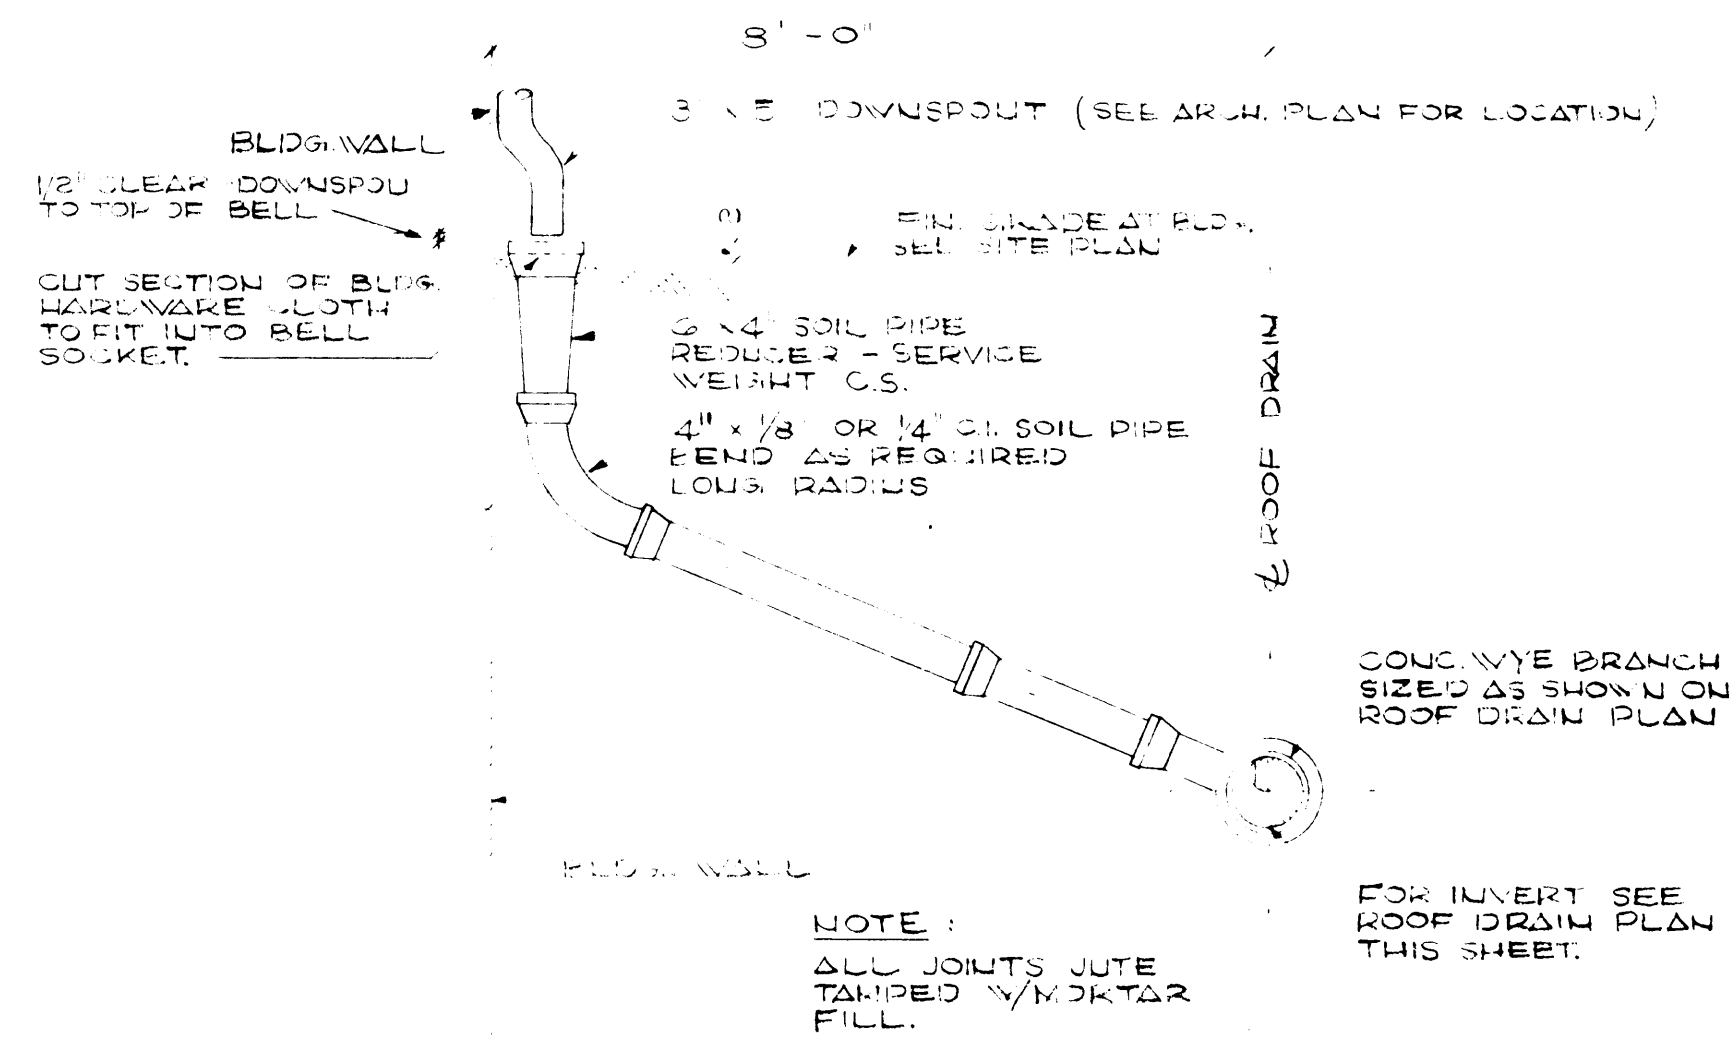 8' - 0"
3 x 5 DOWNSPOUT (SEE ARCH. PLAN FOR LOCATION)
BLDG. WALL
1/2" CLEAR DOWNSPOU
TO TOP OF BELL
FIN. GRADE AT BLDG.
SEE SITE PLAN
CUT SECTION OF BLDG.
HARDWARE CLOTH
TO FIT INTO BELL
SOCKET.
6 x 4" SOIL PIPE
REDUCER - SERVICE
WEIGHT C.S.
4" x 1/8 OR 1/4" C.I. SOIL PIPE
BEND AS REQUIRED
LONG RADIUS
℄ ROOF DRAIN
CONC. WYE BRANCH
SIZED AS SHOWN ON
ROOF DRAIN PLAN
BLDG. WALL
FOR INVERT SEE
ROOF DRAIN PLAN
THIS SHEET.
NOTE :
ALL JOINTS JUTE
TAMPED W/MORTAR
FILL.